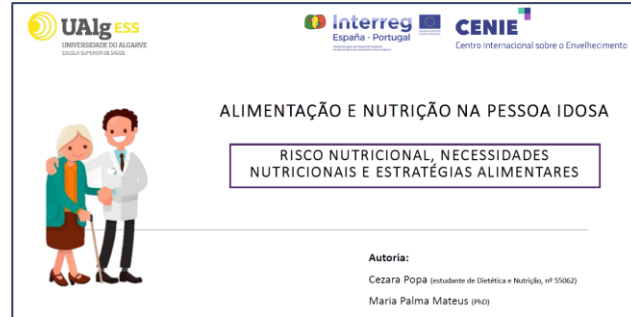 UAlg ESS
UNIVERSIDADE DO ALGARVE
ESCOLA SUPERIOR DE SAÚDE
Interreg
España - Portugal
CENIE
Centro Internacional sobre o Envelhecimento
ALIMENTAÇÃO E NUTRIÇÃO NA PESSOA IDOSA
RISCO NUTRICIONAL, NECESSIDADES
NUTRICIONAIS E ESTRATÉGIAS ALIMENTARES
Autoria:
Cezara Popa (estudante de Dietética e Nutrição, nº 55062)
Maria Palma Mateus (PhD)